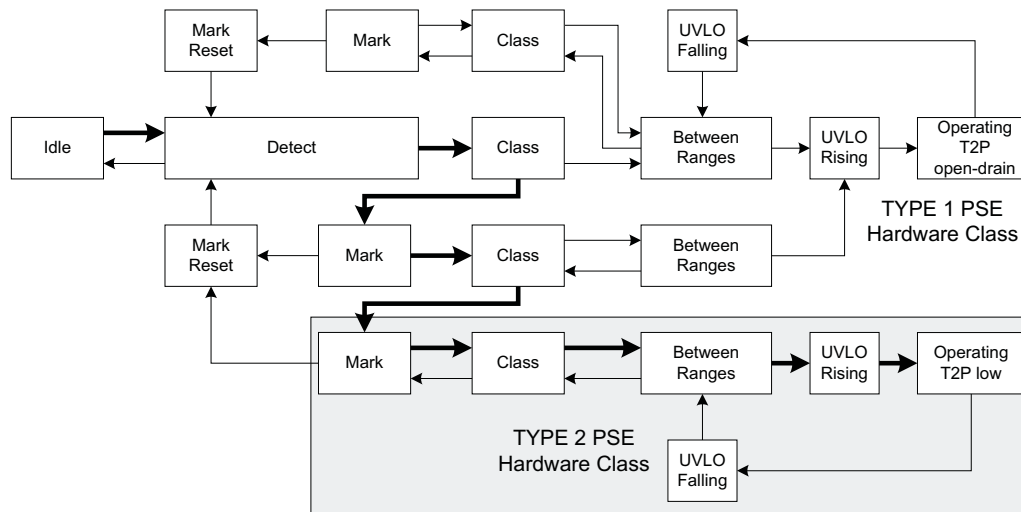 Mark
Reset
Mark
Class
UVLO
Falling
Idle
Detect
Class
Between
Ranges
UVLO
Rising
Operating
T2P
open-drain
TYPE 1 PSE
Hardware Class
Mark
Reset
Mark
Class
Between
Ranges
Mark
Class
Between
Ranges
UVLO
Rising
Operating
T2P low
TYPE 2 PSE
Hardware Class
UVLO
Falling